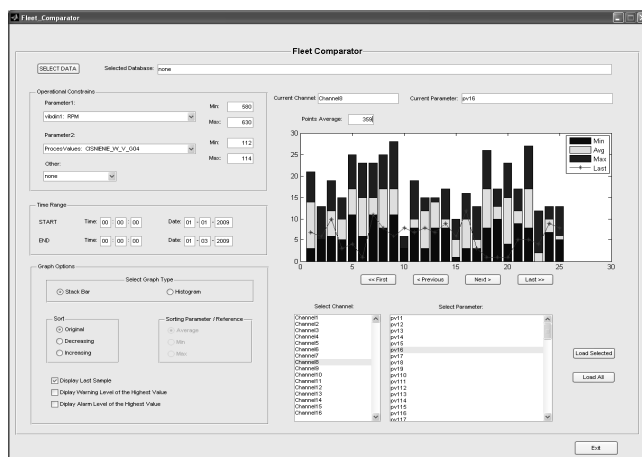 Fleet_Comparator
Fleet Comparator
SELECT DATA
Selected Database: none
Operational Constrains
Parameter1:
vibdin1: RPM
Min: 580
Max: 630
Parameter2:
ProcesValues: CISNIENIE_W_V_G04
Min: 112
Max: 114
Other:
none
Time Range
START Time: 00 : 00 : 00 Date: 01 - 01 - 2009
END Time: 00 : 00 : 00 Date: 01 - 03 - 2009
Graph Options
Select Graph Type
Stack Bar
Histogram
Sort
Original
Decreasing
Increasing
Sorting Parameter / Reference
Average
Min
Max
Display Last Sample
Diplay Warning Level of the Highest Value
Diplay Alarm Level of the Highest Value
Current Channel: Channel8
Current Parameter: pv16
Points Average: 359
30
25
20
15
10
5
0
0 5 10 15 20 25 30
Min
Avg
Max
Last
<< First
< Previous
Next >
Last >>
Select Channel:
Channel1
Channel2
Channel3
Channel4
Channel5
Channel6
Channel7
Channel8
Channel9
Channel10
Channel11
Channel12
Channel13
Channel14
Channel15
Channel16
Select Parameter:
pv11
pv12
pv13
pv14
pv15
pv16
pv17
pv18
pv19
pv110
pv111
pv112
pv113
pv114
pv115
pv116
pv117
Load Selected
Load All
Exit